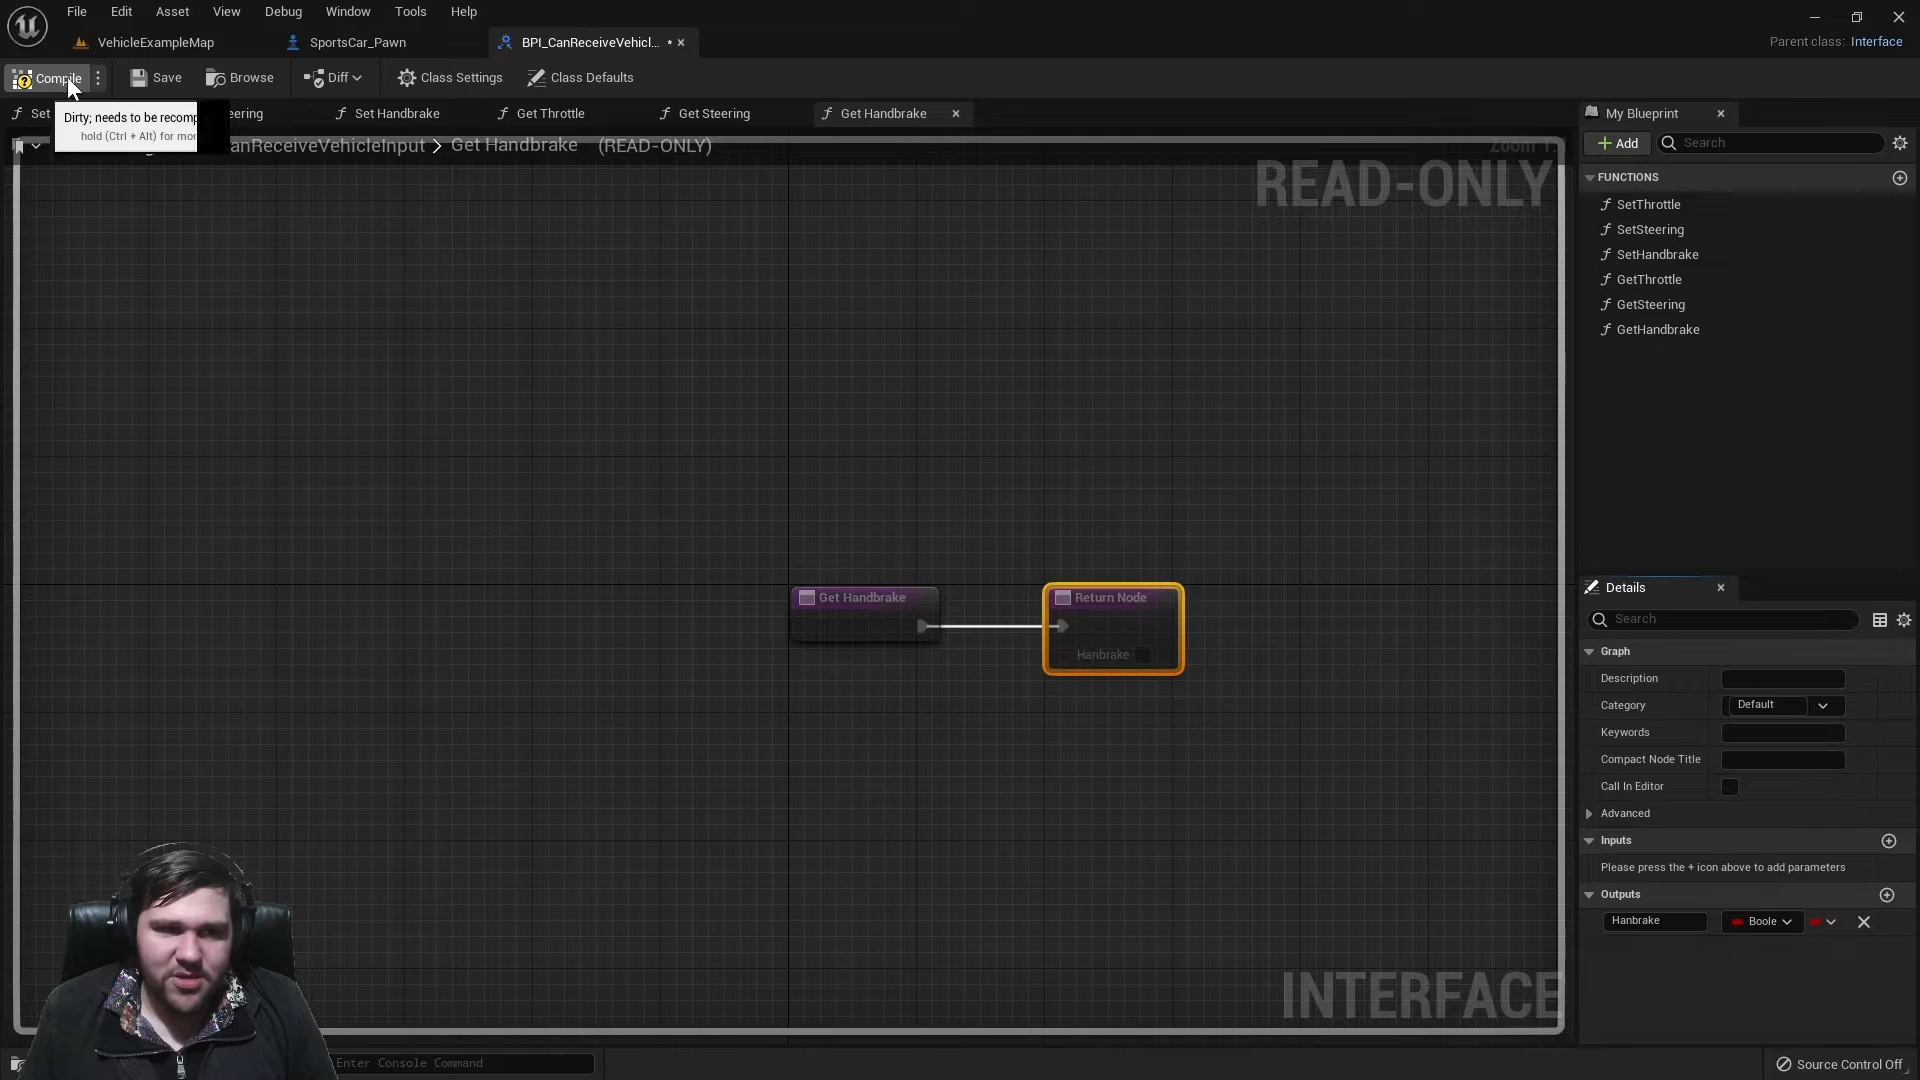 File Edit Asset View Debug Window Tools Help
VehicleExampleMap SportsCar_Pawn BPI_CanReceiveVehicl... *
Parent class: Interface
Compile Save Browse Diff Class Settings Class Defaults
Set eering Set Handbrake Get Throttle Get Steering Get Handbrake
Dirty; needs to be recomp
hold (Ctrl + Alt) for mor
anReceiveVehicleInput > Get Handbrake (READ-ONLY)
Zoom 1:
READ-ONLY
Get Handbrake
Return Node
Hanbrake
INTERFACE
My Blueprint
Add
Search
FUNCTIONS
SetThrottle
SetSteering
SetHandbrake
GetThrottle
GetSteering
GetHandbrake
Details
Search
Graph
Description
Category Default
Keywords
Compact Node Title
Call In Editor
Advanced
Inputs
Please press the + icon above to add parameters
Outputs
Hanbrake Boole
Enter Console Command
Source Control Off